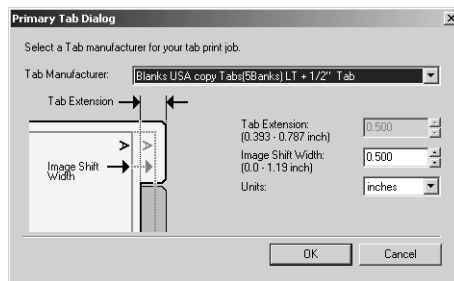 Primary Tab Dialog
Select a Tab manufacturer for your tab print job.
Tab Manufacturer:
Blanks USA copy Tabs(5Banks) LT + 1/2" Tab
Tab Extension
A
A
Image Shift
Width
Tab Extension:
(0.393 - 0.787 inch)
0.500
Image Shift Width:
(0.0 - 1.19 inch)
0.500
Units:
inches
OK
Cancel